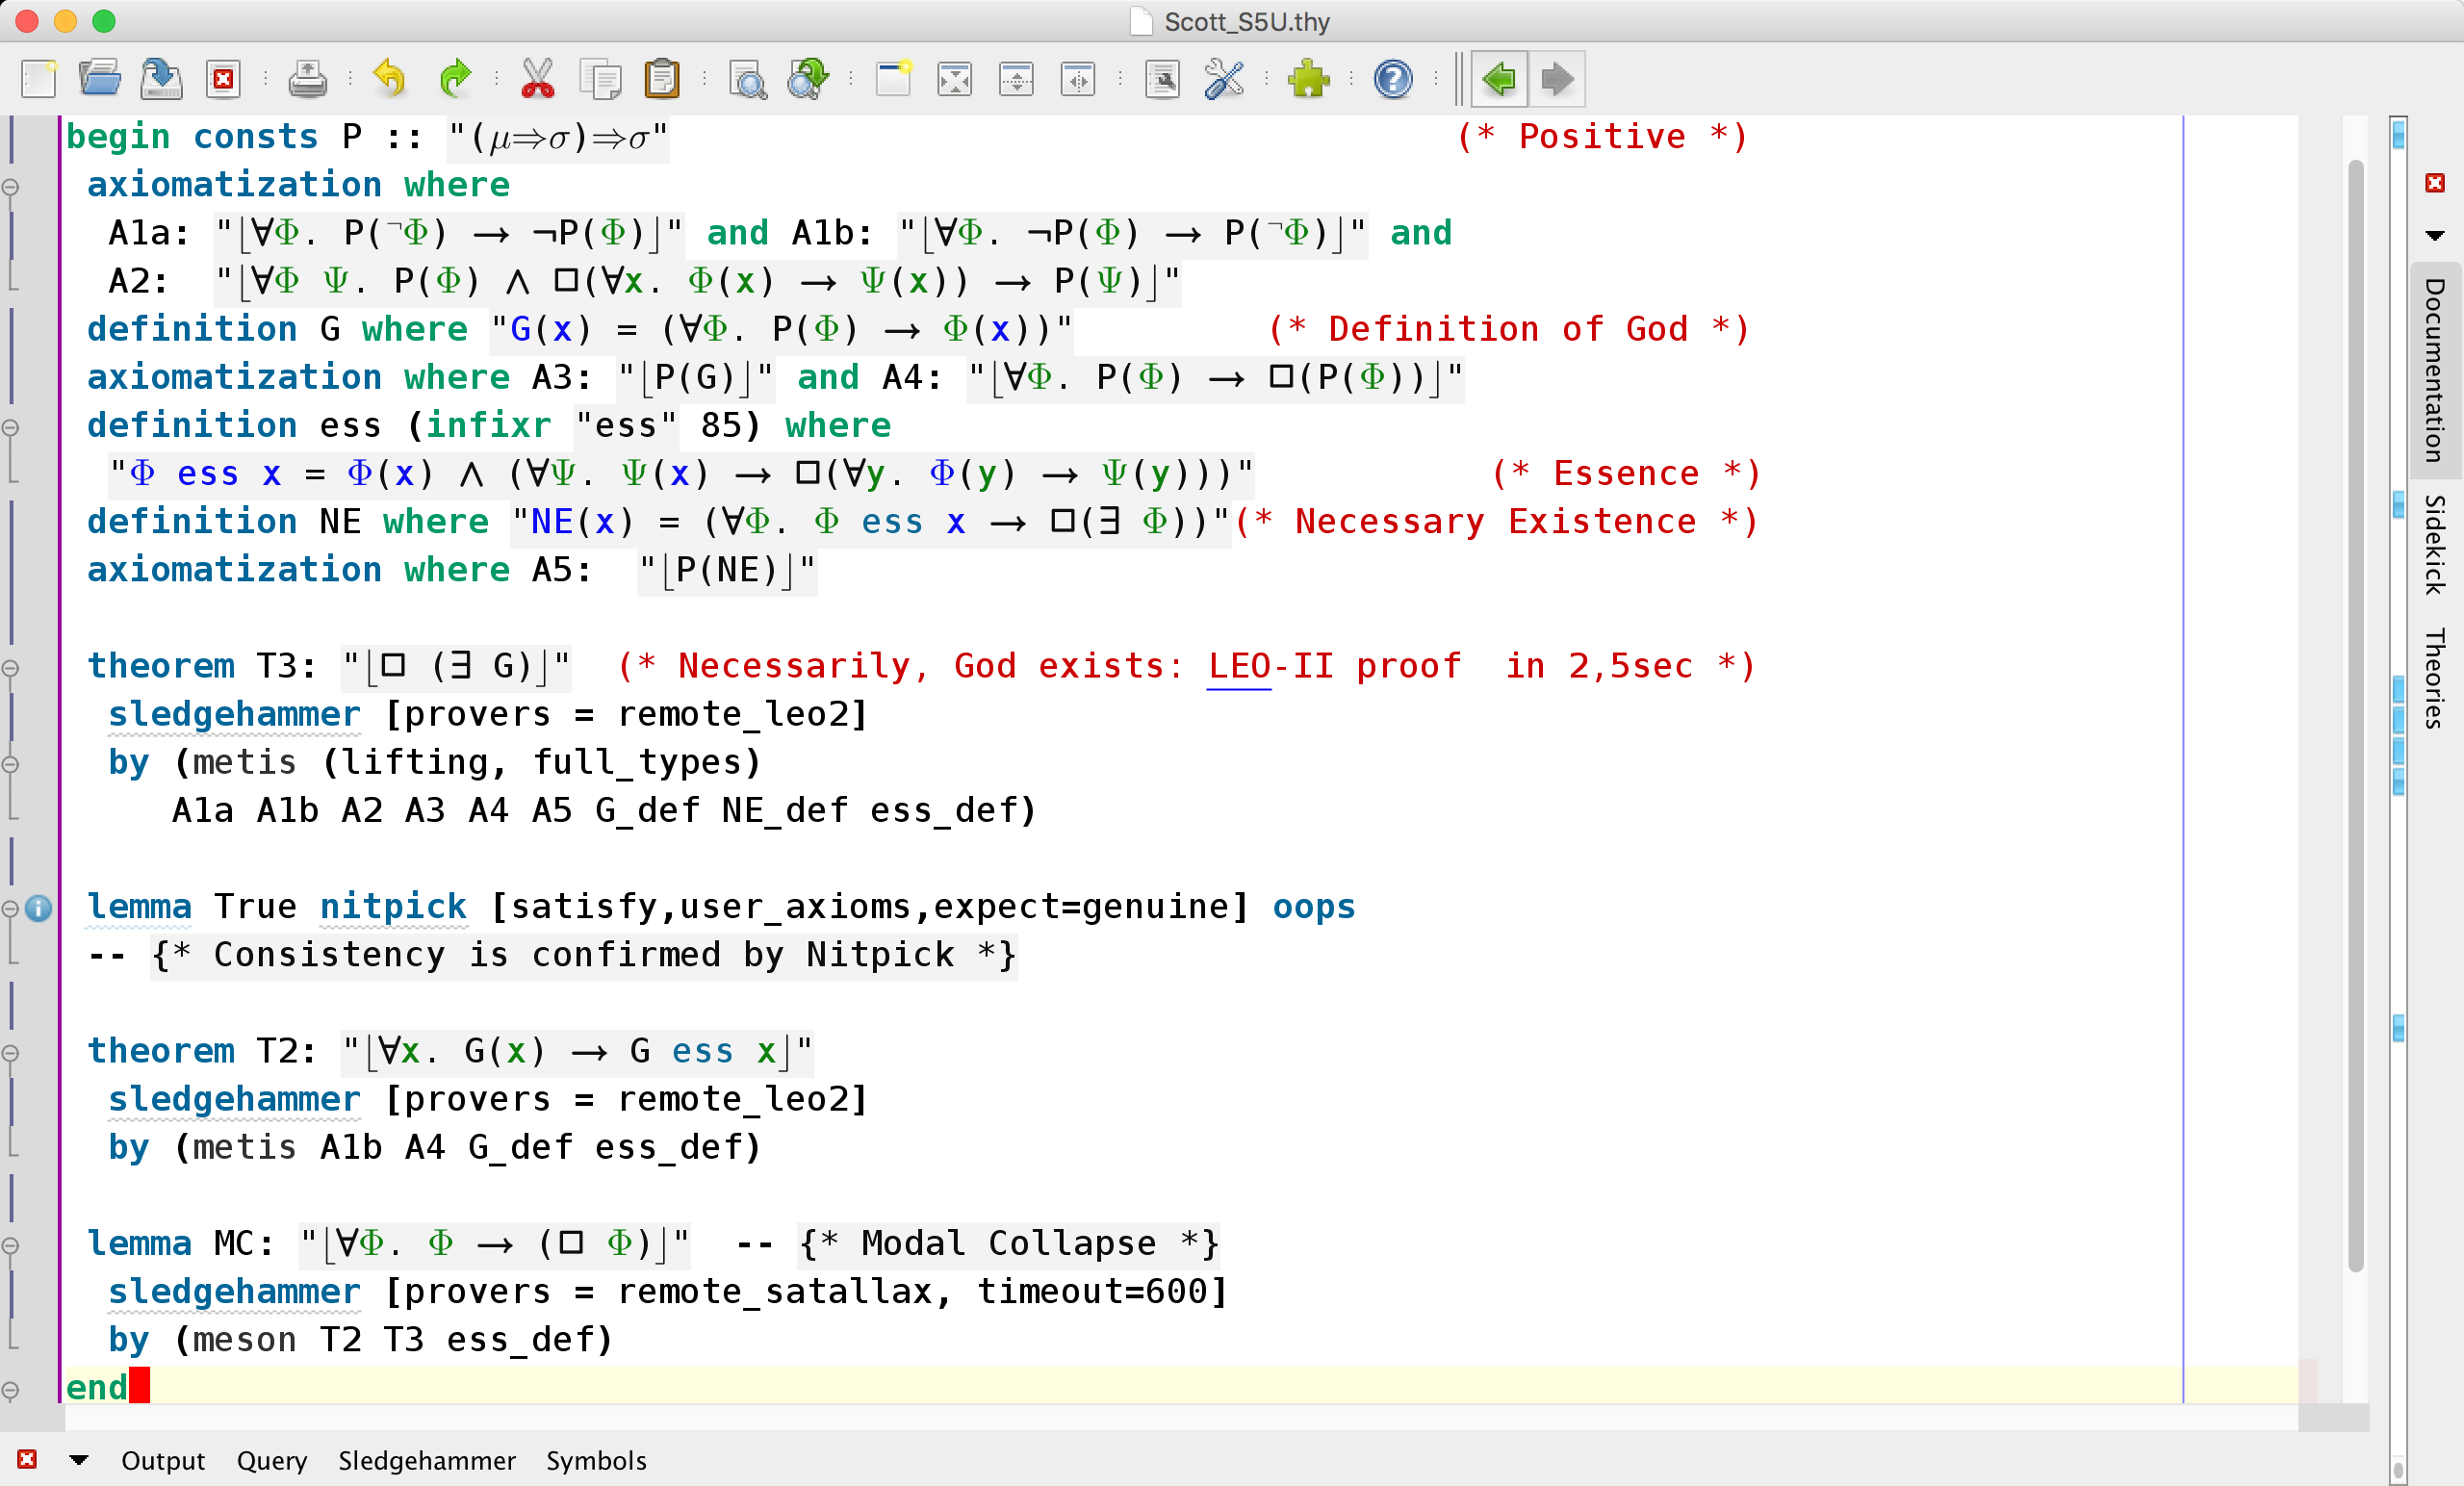 Scott_S5U.thy
begin consts P :: "(μ⇒σ)⇒σ" (* Positive *)
axiomatization where
A1a: "⌊∀Φ. P(¬Φ) → ¬P(Φ)⌋" and A1b: "⌊∀Φ. ¬P(Φ) → P(¬Φ)⌋" and
A2: "⌊∀Φ Ψ. P(Φ) ∧ □(∀x. Φ(x) → Ψ(x)) → P(Ψ)⌋"
definition G where "G(x) = (∀Φ. P(Φ) → Φ(x))" (* Definition of God *)
axiomatization where A3: "⌊P(G)⌋" and A4: "⌊∀Φ. P(Φ) → □(P(Φ))⌋"
definition ess (infixr "ess" 85) where
"Φ ess x = Φ(x) ∧ (∀Ψ. Ψ(x) → □(∀y. Φ(y) → Ψ(y)))" (* Essence *)
definition NE where "NE(x) = (∀Φ. Φ ess x → □(∃ Φ))"(* Necessary Existence *)
axiomatization where A5: "⌊P(NE)⌋"
theorem T3: "⌊□ (∃ G)⌋" (* Necessarily, God exists: LEO-II proof in 2,5sec *)
sledgehammer [provers = remote_leo2]
by (metis (lifting, full_types)
A1a A1b A2 A3 A4 A5 G_def NE_def ess_def)
lemma True nitpick [satisfy,user_axioms,expect=genuine] oops
-- {* Consistency is confirmed by Nitpick *}
theorem T2: "⌊∀x. G(x) → G ess x⌋"
sledgehammer [provers = remote_leo2]
by (metis A1b A4 G_def ess_def)
lemma MC: "⌊∀Φ. Φ → (□ Φ)⌋" -- {* Modal Collapse *}
sledgehammer [provers = remote_satallax, timeout=600]
by (meson T2 T3 ess_def)
end
Documentation
Sidekick
Theories
Output Query Sledgehammer Symbols